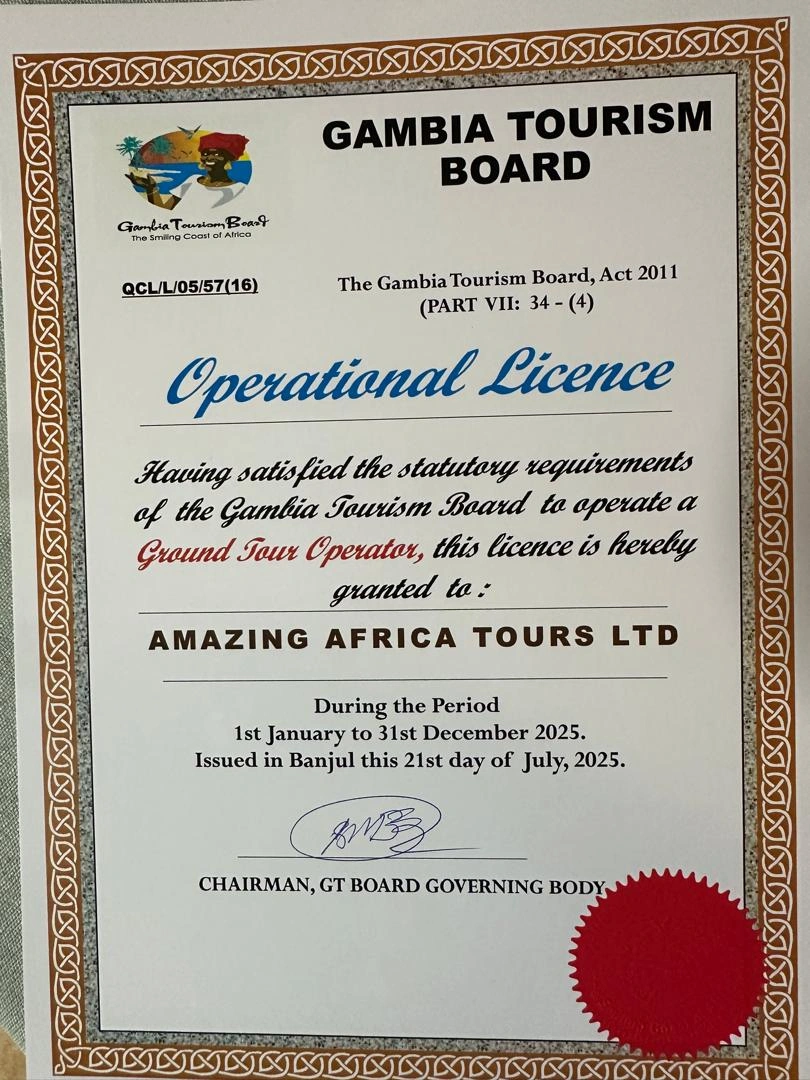 GAMBIA TOURISM
BOARD
Gambia Tourism Board
The Smiling Coast of Africa
QCL/L/05/57(16)
The Gambia Tourism Board, Act 2011
(PART VII: 34 - (4)
Operational Licence
Having satisfied the statutory requirements
of the Gambia Tourism Board to operate a
Ground Tour Operator, this licence is hereby
granted to :
AMAZING AFRICA TOURS LTD
During the Period
1st January to 31st December 2025.
Issued in Banjul this 21st day of July, 2025.
CHAIRMAN, GT BOARD GOVERNING BODY